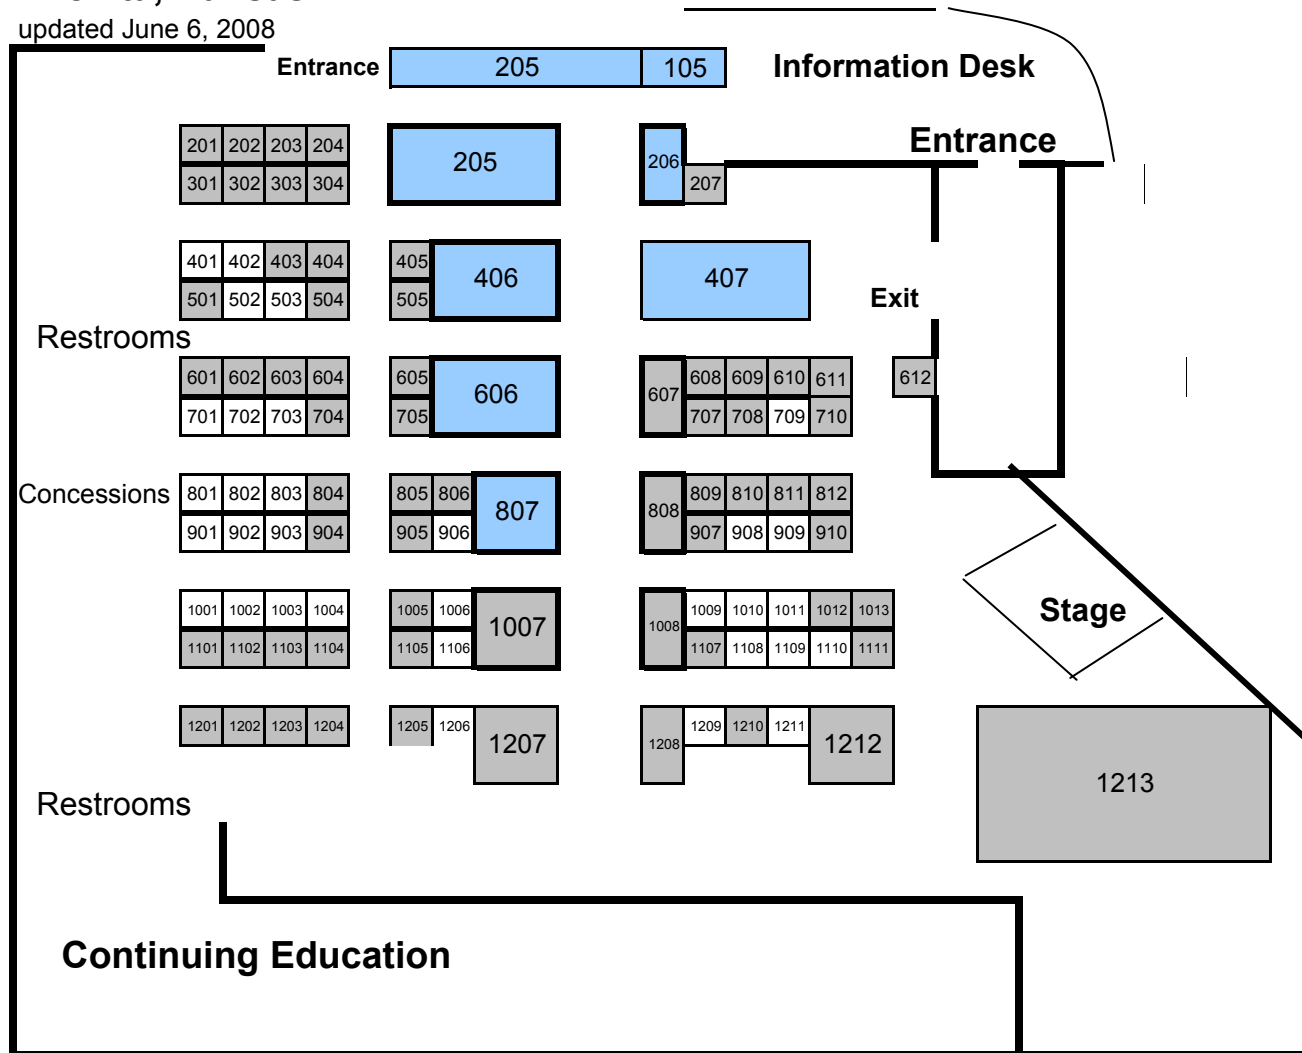 updated June 6, 2008
Entrance 205 105 Information Desk
Entrance
201 202 203 204 205 206
301 302 303 304 207
401 402 403 404 405 406 407
501 502 503 504 505 Exit
Restrooms
601 602 603 604 605 606 607 608 609 610 611 612
701 702 703 704 705 707 708 709 710
Concessions 801 802 803 804 805 806 807 808 809 810 811 812
901 902 903 904 905 906 907 908 909 910
1001 1002 1003 1004 1005 1006 1007 1008 1009 1010 1011 1012 1013 Stage
1101 1102 1103 1104 1105 1106 1107 1108 1109 1110 1111
1201 1202 1203 1204 1205 1206 1207 1208 1209 1210 1211 1212
1213
Restrooms
Continuing Education